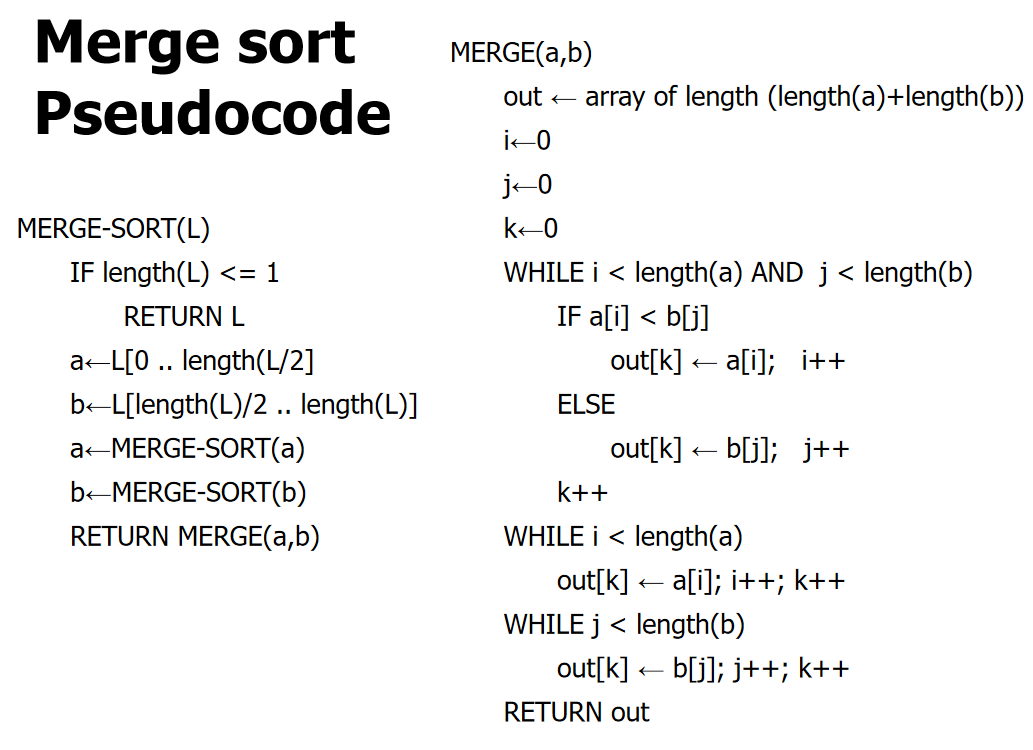 Merge sort
Pseudocode
MERGE-SORT(L)
IF length(L) <= 1
RETURN L
a←L[0 .. length(L/2]
b←L[length(L)/2 .. length(L)]
a←MERGE-SORT(a)
b←MERGE-SORT(b)
RETURN MERGE(a,b)
MERGE(a,b)
out ← array of length (length(a)+length(b))
i←0
j←0
k←0
WHILE i < length(a) AND j < length(b)
IF a[i] < b[j]
out[k] ← a[i]; i++
ELSE
out[k] ← b[j]; j++
k++
WHILE i < length(a)
out[k] ← a[i]; i++; k++
WHILE j < length(b)
out[k] ← b[j]; j++; k++
RETURN out